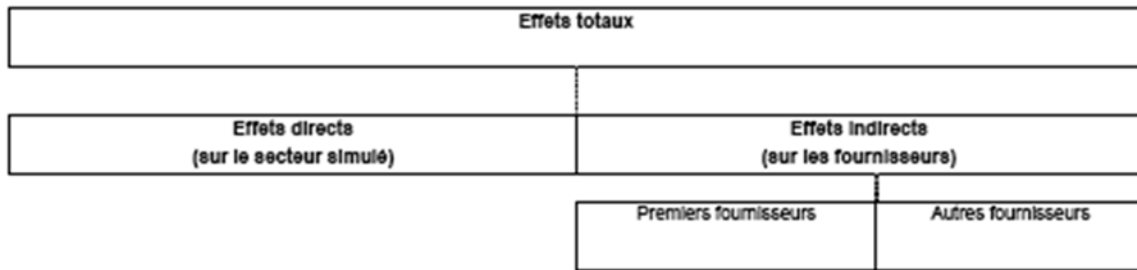 Effets totaux
Effets directs
(sur le secteur simulé)
Effets indirects
(sur les fournisseurs)
Premiers fournisseurs
Autres fournisseurs